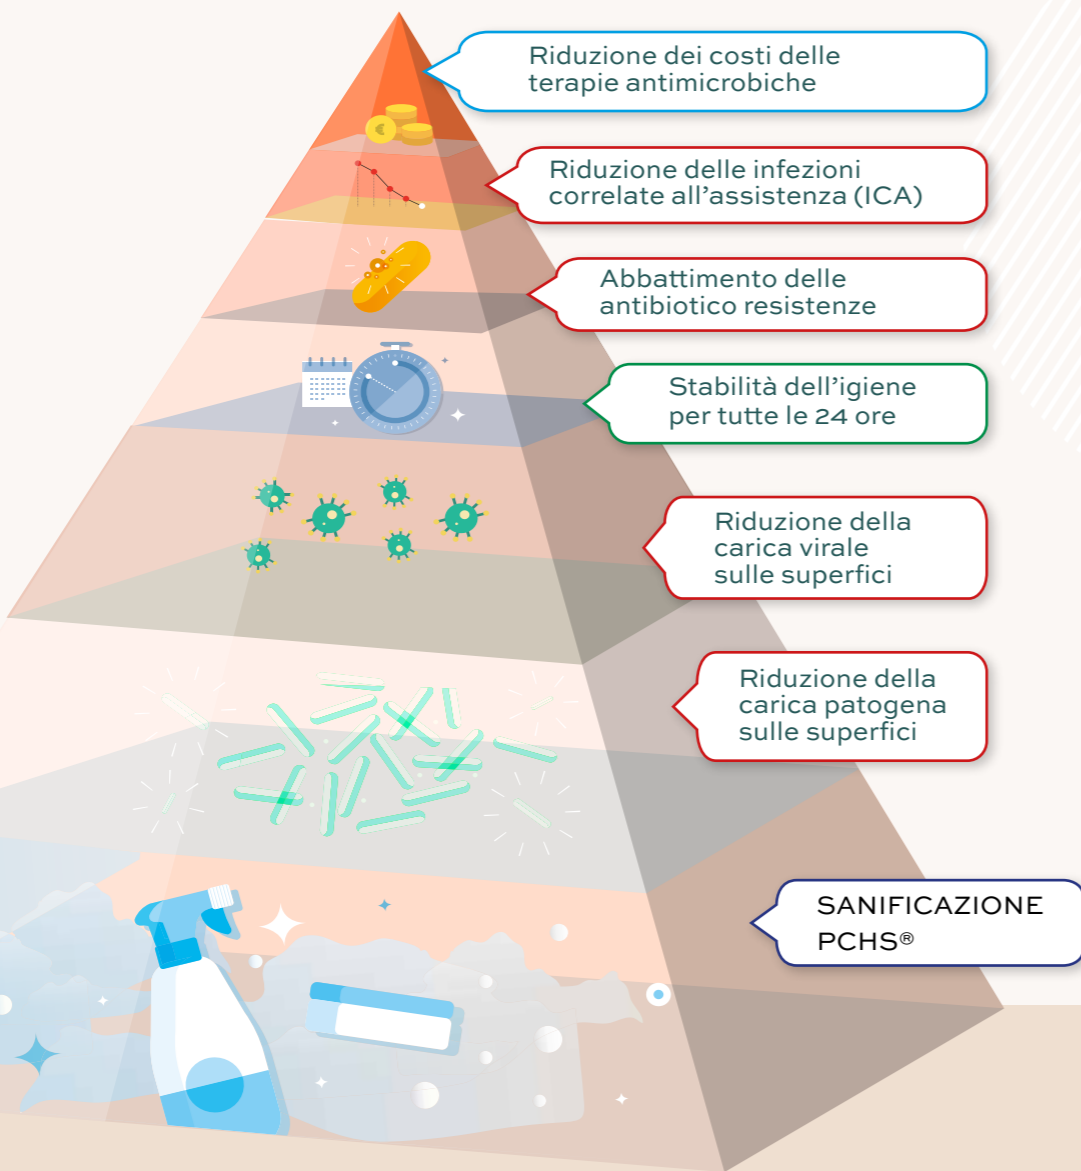 Riduzione dei costi delle
terapie antimicrobiche
€
Riduzione delle infezioni
correlate all'assistenza (ICA)
Abbattimento delle
antibiotico resistenze
Stabilità dell'igiene
per tutte le 24 ore
Riduzione della
carica virale
sulle superfici
Riduzione della
carica patogena
sulle superfici
SANIFICAZIONE
PCHS®